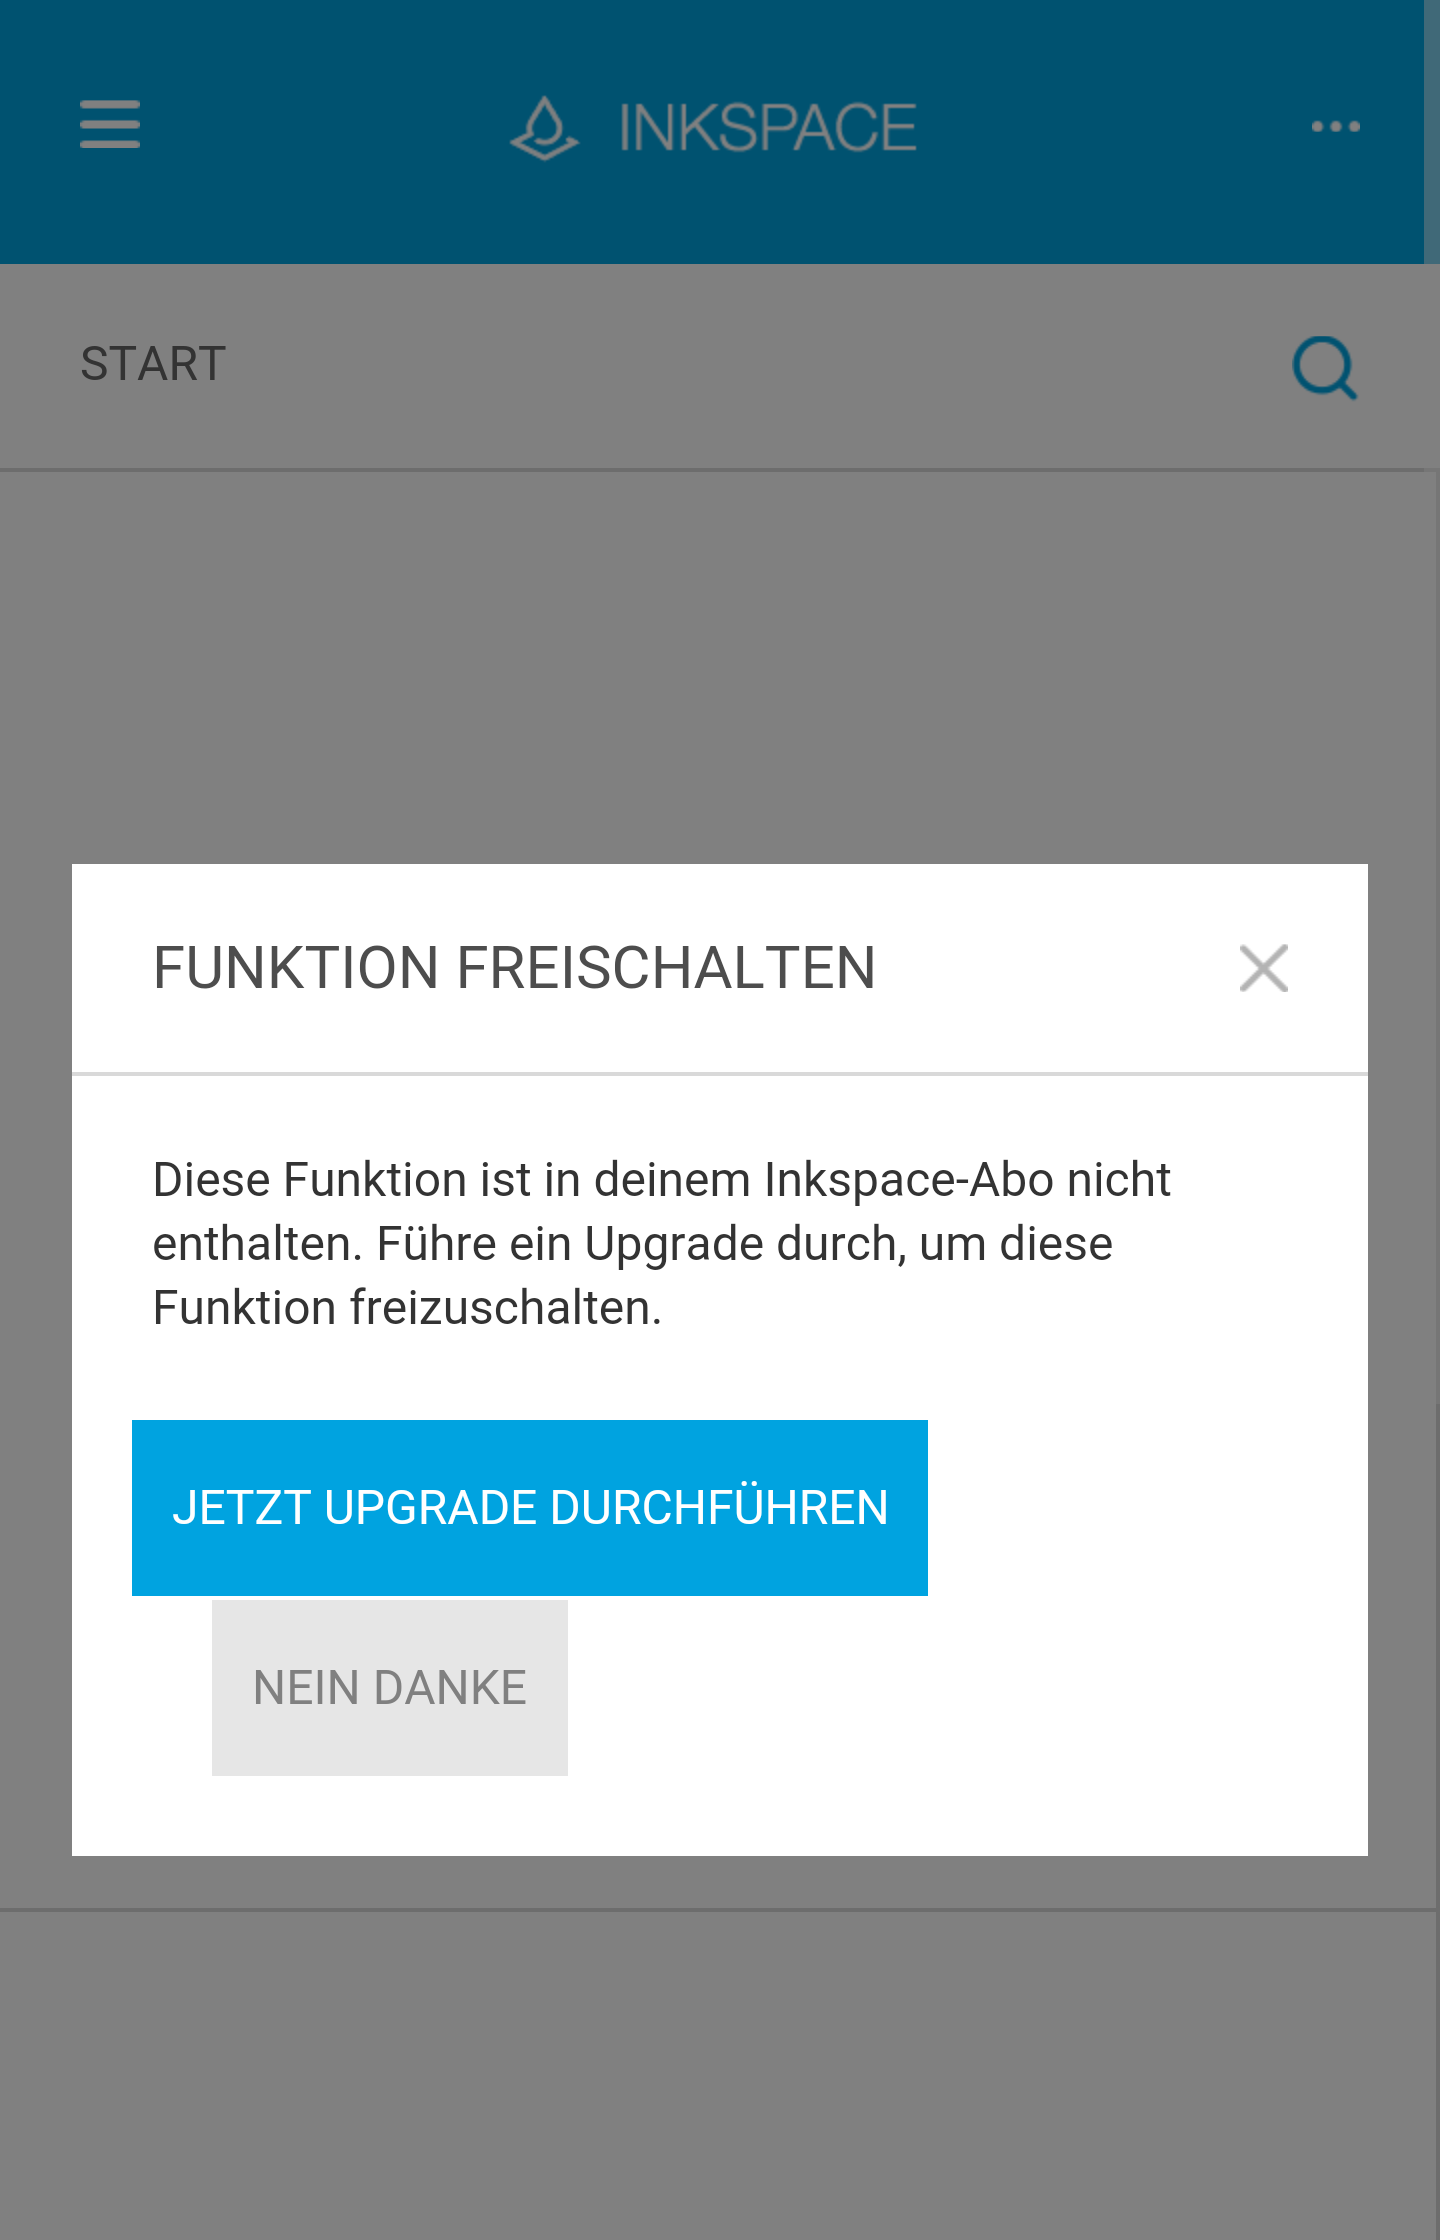 INKSPACE
START
FUNKTION FREISCHALTEN
Diese Funktion ist in deinem Inkspace-Abo nicht
enthalten. Führe ein Upgrade durch, um diese
Funktion freizuschalten.
JETZT UPGRADE DURCHFÜHREN
NEIN DANKE